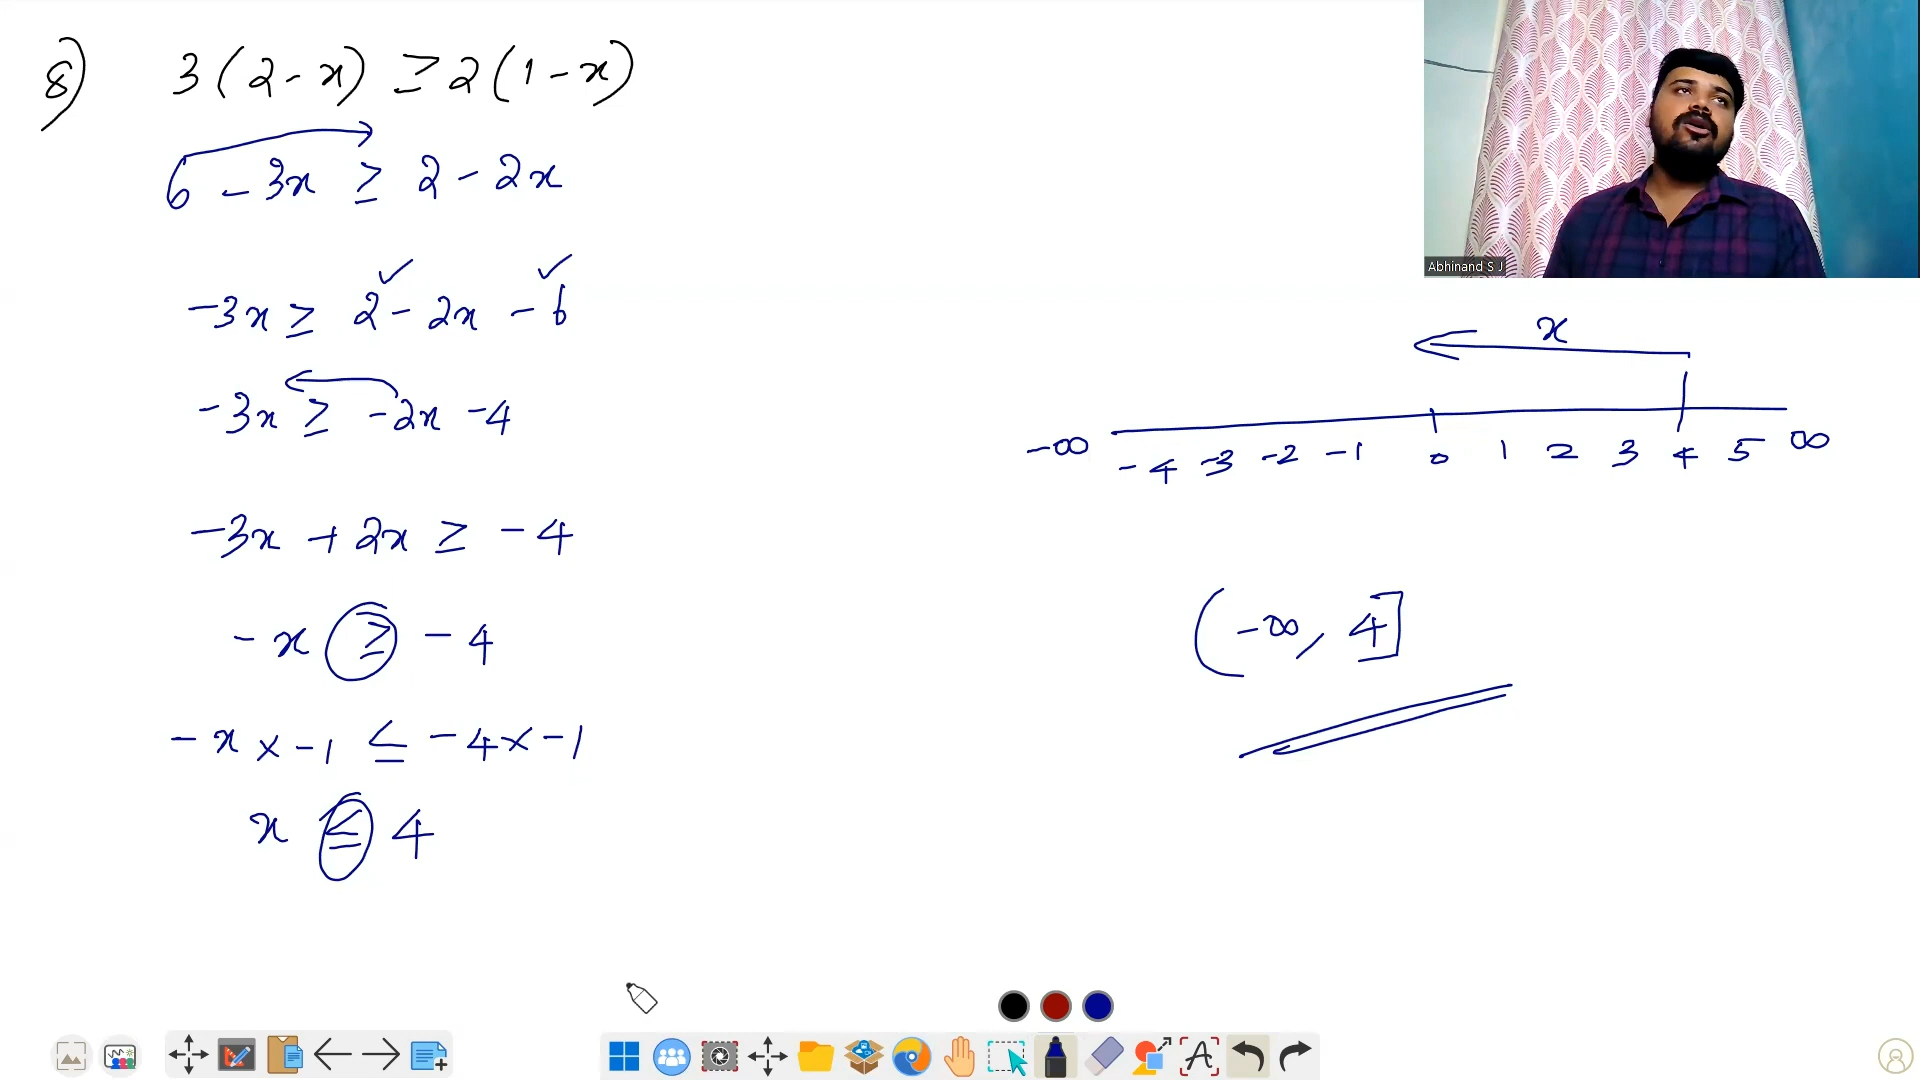 8) 3(2-x) ≥ 2(1-x)
6 - 3x ≥ 2 - 2x
-3x ≥ 2 - 2x - 6
-3x ≥ -2x - 4
-3x + 2x ≥ -4
-x ≥ -4
-x × -1 ≤ -4 × -1
x ≤ 4
Abhinand S J
x
-∞ -4 -3 -2 -1 0 1 2 3 4 5 ∞
(-∞, 4]